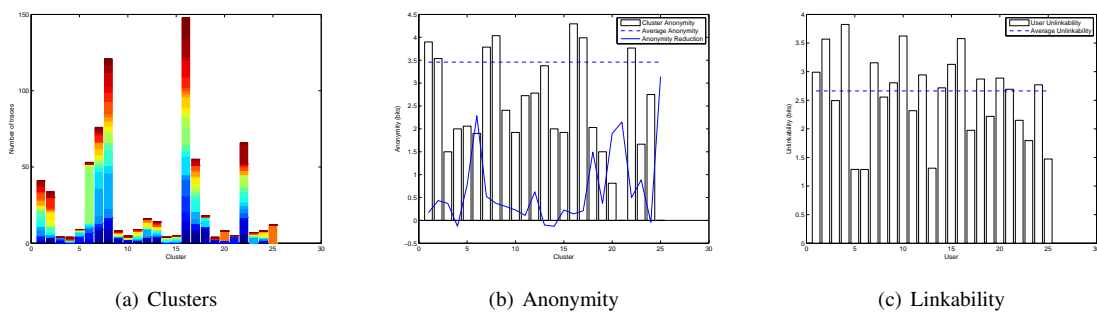 150
100
50
0
0 5 10 15 20 25 30
Number of traces
Cluster
(a) Clusters
4.5
4
3.5
3
2.5
2
1.5
1
0.5
0
−0.5
0 5 10 15 20 25 30
Anonymity (bits)
Cluster
Cluster Anonymity
Average Anonymity
Anonymity Reduction
(b) Anonymity
4
3.5
3
2.5
2
1.5
1
0.5
0
0 5 10 15 20 25 30
Unlinkability (bits)
User
User Unlinkability
Average Unlinkability
(c) Linkability